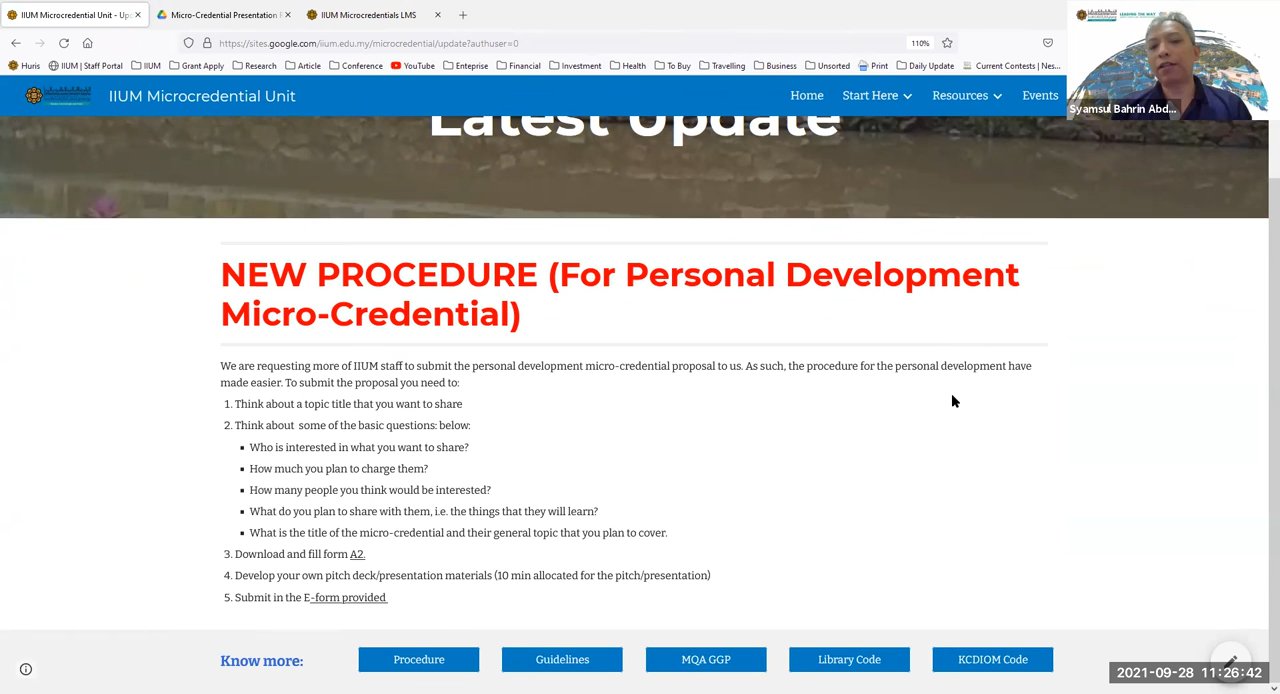 IIUM Microcredential Unit - Up
Micro-Credential Presentation
IIUM Microcredentials LMS
https://sites.google.com/iium.edu.my/microcredential/update?authuser=0
110%
Huris
IIUM | Staff Portal
IIUM
Grant Apply
Research
Article
Conference
YouTube
Enteprise
Financial
Investment
Health
To Buy
Travelling
Business
Unsorted
Print
Daily Update
Current Contests | Nes...
LEADING THE WAY
Syamsul Bahrin Abd...
IIUM Microcredential Unit
Home
Start Here
Resources
Events
Latest Update
NEW PROCEDURE (For Personal Development
Micro-Credential)
We are requesting more of IIUM staff to submit the personal development micro-credential proposal to us. As such, the procedure for the personal development have
made easier. To submit the proposal you need to:
1. Think about a topic title that you want to share
2. Think about some of the basic questions: below:
▪ Who is interested in what you want to share?
▪ How much you plan to charge them?
▪ How many people you think would be interested?
▪ What do you plan to share with them, i.e. the things that they will learn?
▪ What is the title of the micro-credential and their general topic that you plan to cover.
3. Download and fill form A2.
4. Develop your own pitch deck/presentation materials (10 min allocated for the pitch/presentation)
5. Submit in the E-form provided
Know more:
Procedure
Guidelines
MQA GGP
Library Code
KCDIOM Code
2021-09-28 11:26:42